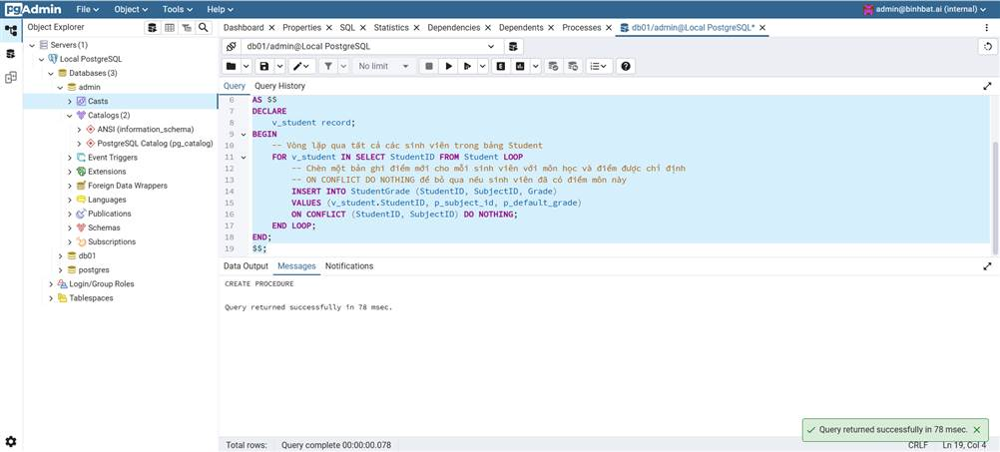 pgAdmin File Object Tools Help admin@binhbat.ai (internal)
Object Explorer
Dashboard Properties SQL Statistics Dependencies Dependents Processes db01/admin@Local PostgreSQL*
Servers (1)
Local PostgreSQL
Databases (3)
admin
Casts
Catalogs (2)
ANSI (information_schema)
PostgreSQL Catalog (pg_catalog)
Event Triggers
Extensions
Foreign Data Wrappers
Languages
Publications
Schemas
Subscriptions
db01
postgres
Login/Group Roles
Tablespaces
db01/admin@Local PostgreSQL
No limit
E
Query Query History
6 AS $$
7 DECLARE
8 v_student record;
9 BEGIN
10 -- Vòng lặp qua tất cả các sinh viên trong bảng Student
11 FOR v_student IN SELECT StudentID FROM Student LOOP
12 -- Chèn một bản ghi điểm mới cho mỗi sinh viên với môn học và điểm được chỉ định
13 -- ON CONFLICT DO NOTHING để bỏ qua nếu sinh viên đã có điểm môn này
14 INSERT INTO StudentGrade (StudentID, SubjectID, Grade)
15 VALUES (v_student.StudentID, p_subject_id, p_default_grade)
16 ON CONFLICT (StudentID, SubjectID) DO NOTHING;
17 END LOOP;
18 END;
19 $$;
Data Output Messages Notifications
CREATE PROCEDURE
Query returned successfully in 78 msec.
Query returned successfully in 78 msec.
Total rows: Query complete 00:00:00.078 CRLF Ln 19, Col 4